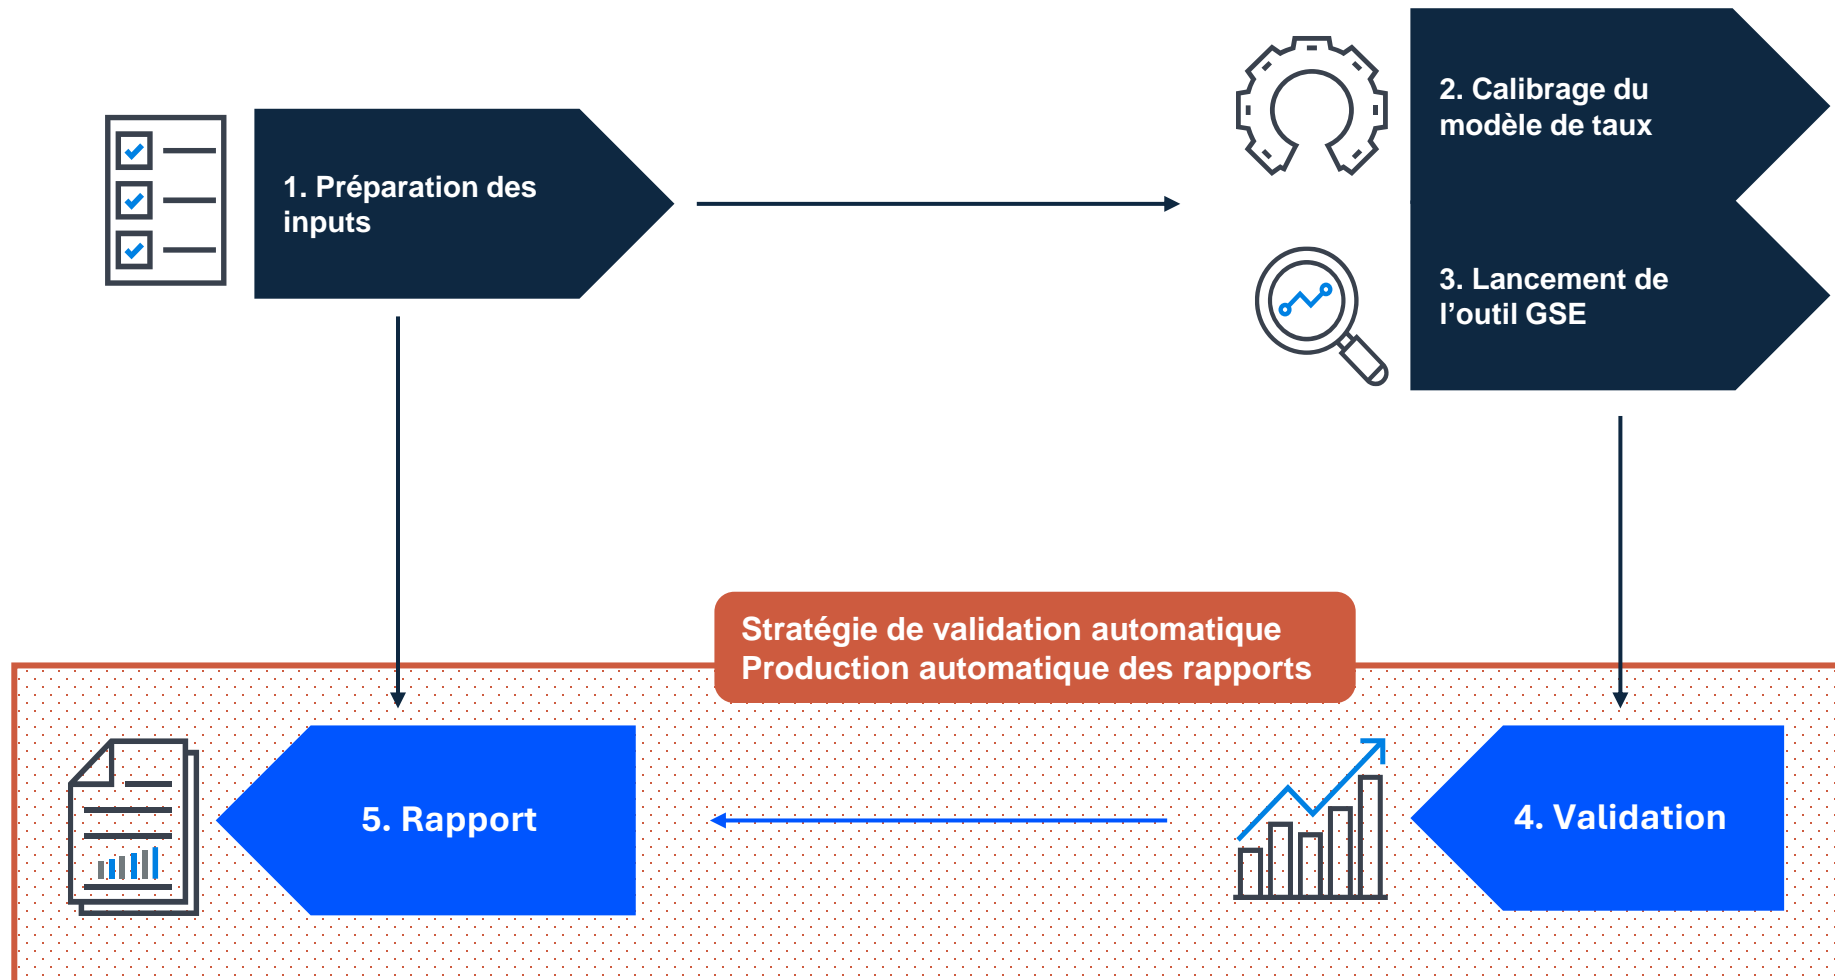 1. Préparation des
inputs
2. Calibrage du
modèle de taux
3. Lancement de
l’outil GSE
Stratégie de validation automatique
Production automatique des rapports
4. Validation
5. Rapport